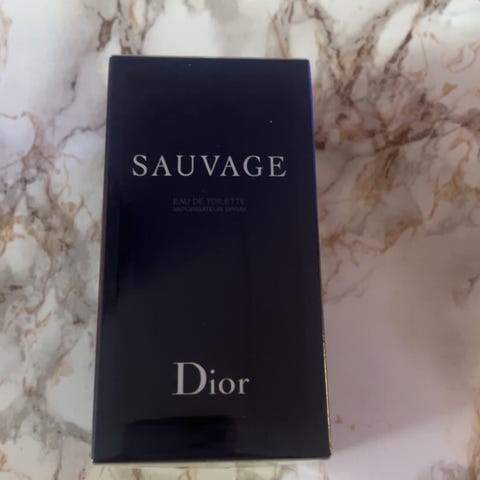 SAUVAGE
EAU DE TOILETTE
VAPORISATEUR SPRAY
Dior